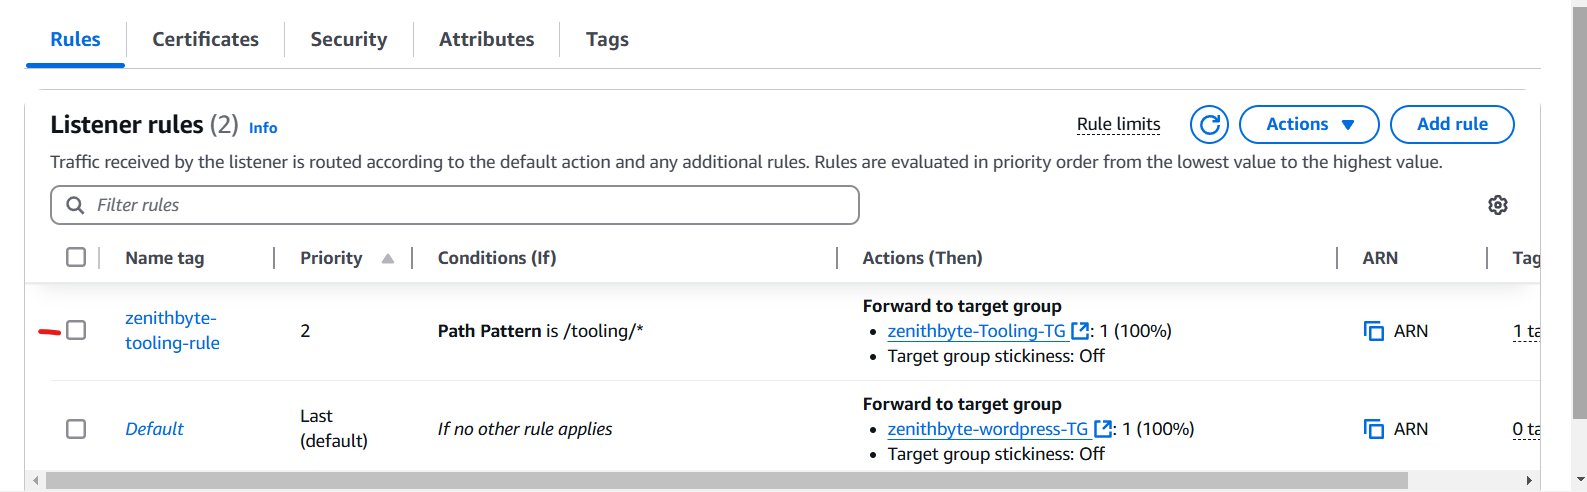 Rules Certificates Security Attributes Tags
Listener rules (2) Info Rule limits Actions Add rule
Traffic received by the listener is routed according to the default action and any additional rules. Rules are evaluated in priority order from the lowest value to the highest value.
Filter rules
Name tag Priority Conditions (If) Actions (Then) ARN Tag
zenithbyte-
tooling-rule
2
Path Pattern is /tooling/*
Forward to target group
• zenithbyte-Tooling-TG : 1 (100%)
• Target group stickiness: Off
ARN
1 ta
Default
Last
(default)
If no other rule applies
Forward to target group
• zenithbyte-wordpress-TG : 1 (100%)
• Target group stickiness: Off
ARN
0 ta